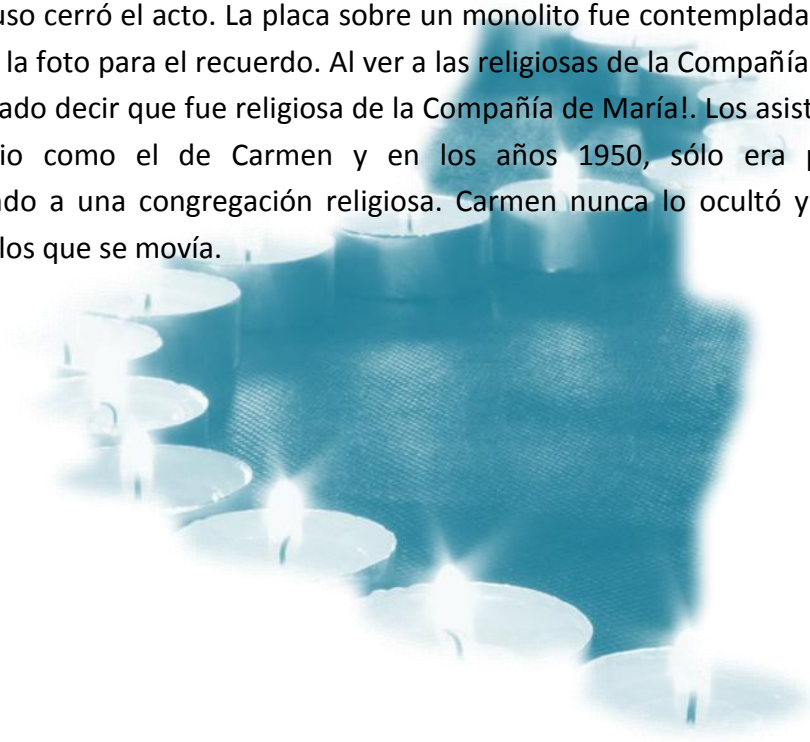 uso cerró el acto. La placa sobre un monolito fue contemplada
la foto para el recuerdo. Al ver a las religiosas de la Compañía
ado decir que fue religiosa de la Compañía de María!. Los asist
io como el de Carmen y en los años 1950, sólo era p
ndo a una congregación religiosa. Carmen nunca lo ocultó y
los que se movía.